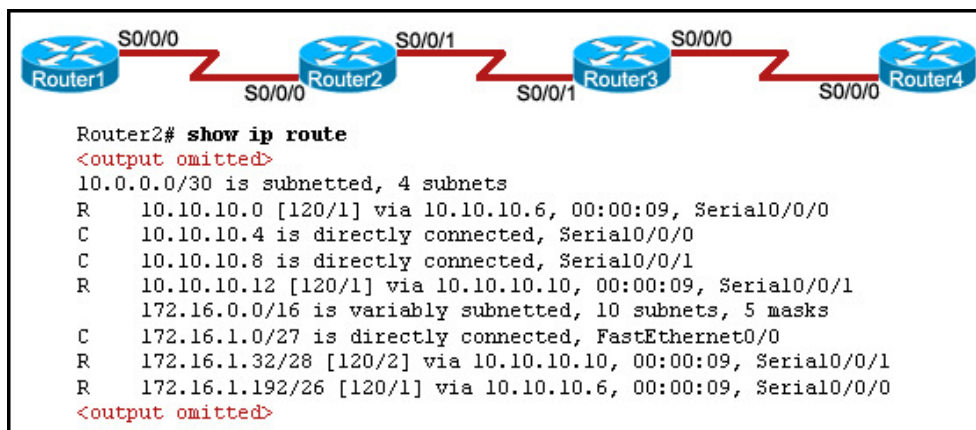 S0/0/0 S0/0/1 S0/0/0
Router1 Router2 Router3 Router4
S0/0/0 S0/0/1 S0/0/0
Router2# show ip route
<output omitted>
10.0.0.0/30 is subnetted, 4 subnets
R 10.10.10.0 [120/1] via 10.10.10.6, 00:00:09, Serial0/0/0
C 10.10.10.4 is directly connected, Serial0/0/0
C 10.10.10.8 is directly connected, Serial0/0/1
R 10.10.10.12 [120/1] via 10.10.10.10, 00:00:09, Serial0/0/1
172.16.0.0/16 is variably subnetted, 10 subnets, 5 masks
C 172.16.1.0/27 is directly connected, FastEthernet0/0
R 172.16.1.32/28 [120/2] via 10.10.10.10, 00:00:09, Serial0/0/1
R 172.16.1.192/26 [120/1] via 10.10.10.6, 00:00:09, Serial0/0/0
<output omitted>